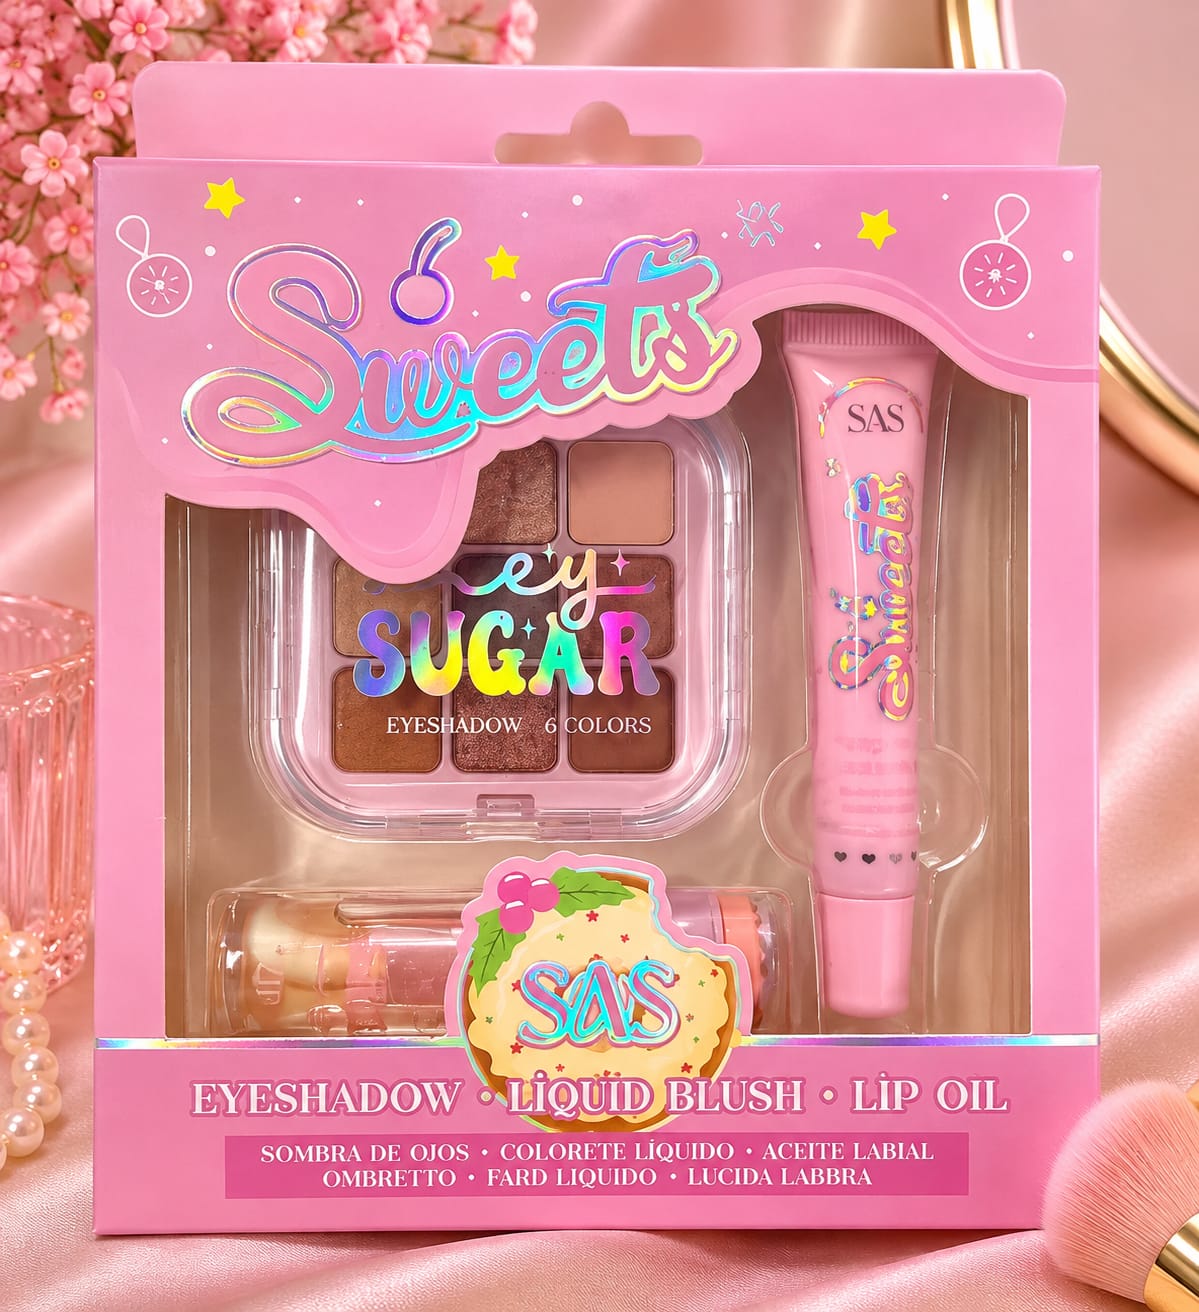 Sweets
SAS
Sweets
ey
SUGAR
EYESHADOW 6 COLORS
SAS
EYESHADOW • LİQUID BLUSH • LİP OIL
SOMBRA DE OJOS • COLORETE LÍQUIDO • ACEITE LABIAL
OMBRETTO • FARD LIQUIDO • LUCIDA LABBRA